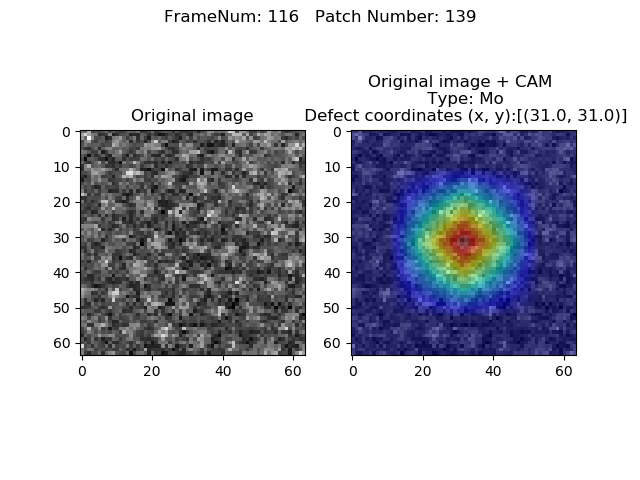 FrameNum: 116   Patch Number: 139
Original image
Original image + CAM
Type: Mo
Defect coordinates (x, y):[(31.0, 31.0)]
0
10
20
30
40
50
60
0 20 40 60
0
10
20
30
40
50
60
0 20 40 60